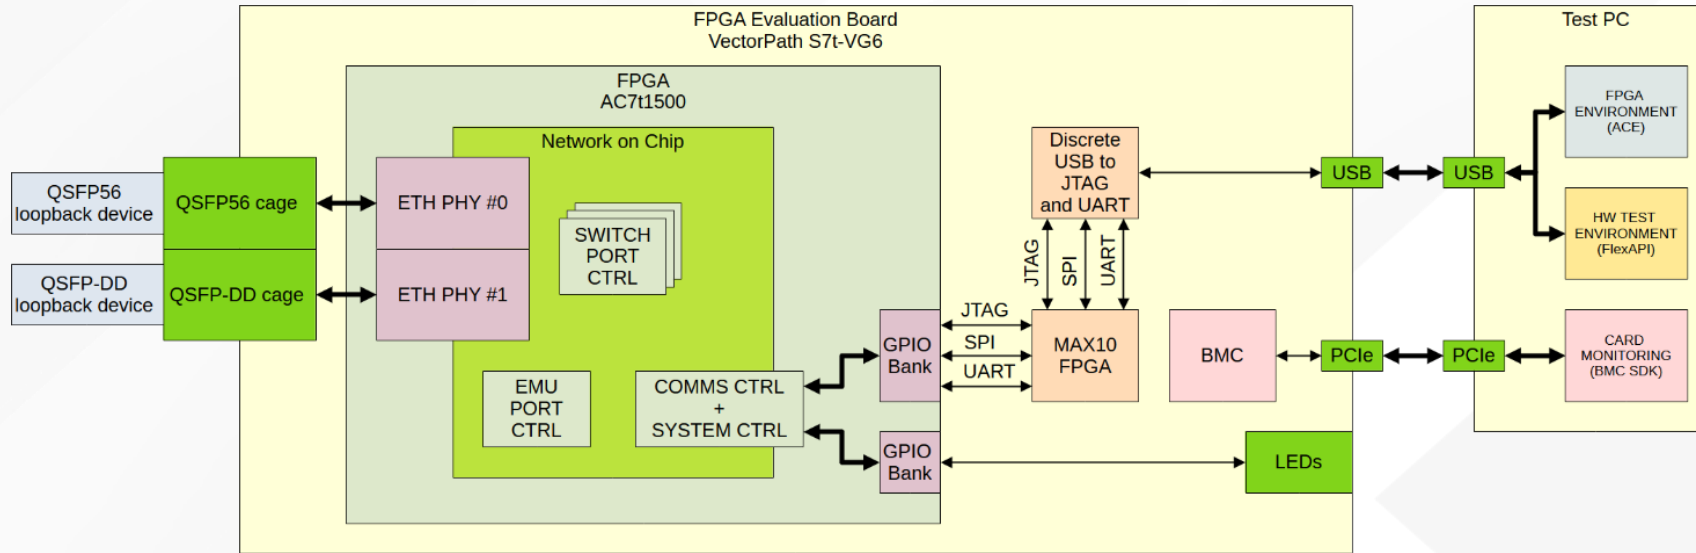 FPGA Evaluation Board
VectorPath S7t-VG6
Test PC
FPGA
AC7t1500
Network on Chip
QSFP56
loopback device
QSFP56 cage
ETH PHY #0
QSFP-DD
loopback device
QSFP-DD cage
ETH PHY #1
SWITCH
PORT
CTRL
EMU
PORT
CTRL
COMMS CTRL
+
SYSTEM CTRL
GPIO
Bank
GPIO
Bank
JTAG
SPI
UART
Discrete
USB to
JTAG
and UART
JTAG
SPI
UART
MAX10
FPGA
BMC
LEDs
USB
USB
PCIe
PCIe
FPGA
ENVIRONMENT
(ACE)
HW TEST
ENVIRONMENT
(FlexAPI)
CARD
MONITORING
(BMC SDK)